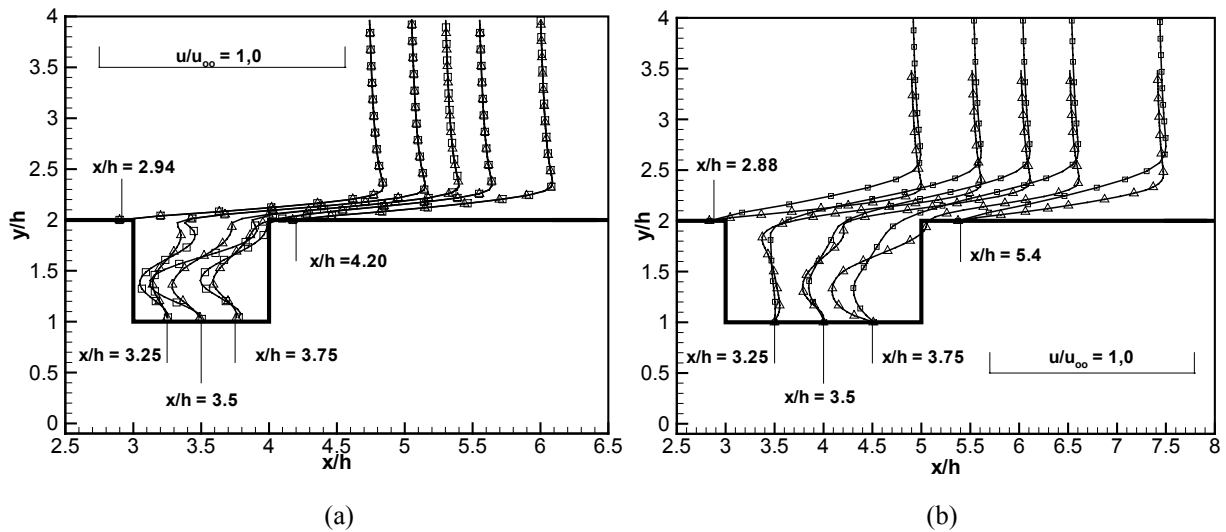 4
3.5
3
2.5
2
1.5
1
0.5
0
y/h
u/u∞ = 1,0
x/h = 2.94
x/h =4.20
x/h = 3.25
x/h = 3.75
x/h = 3.5
2.5 3 3.5 4 4.5 5 5.5 6 6.5
x/h
(a)
4
3.5
3
2.5
2
1.5
1
0.5
0
y/h
x/h = 2.88
x/h = 5.4
x/h = 3.25
x/h = 3.75
u/u∞ = 1,0
x/h = 3.5
2.5 3 3.5 4 4.5 5 5.5 6 6.5 7 7.5 8
x/h
(b)